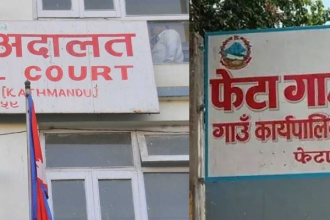 अदालत
COURT
[KATHMANDU]
फेटा गा
गाउँ कार्यपालि
फेटा